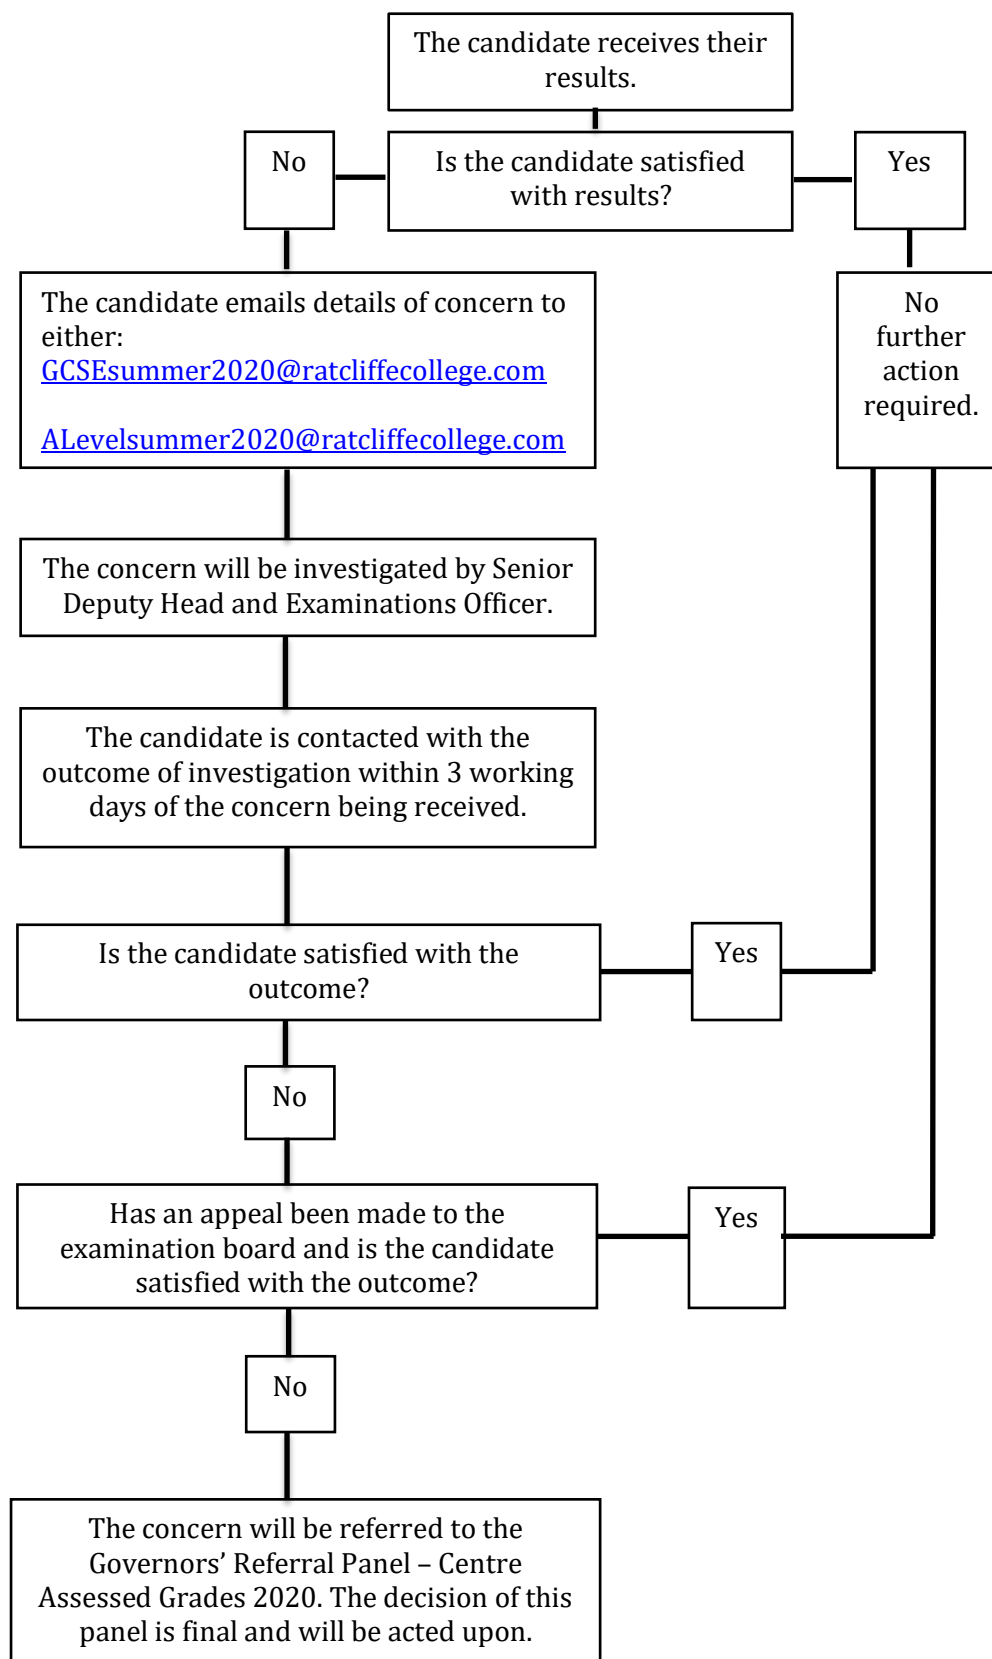 The candidate receives their
results.
No
Is the candidate satisfied
with results?
Yes
The candidate emails details of concern to
either:
GCSEsummer2020@ratcliffecollege.com
ALevelsummer2020@ratcliffecollege.com
No
further
action
required.
The concern will be investigated by Senior
Deputy Head and Examinations Officer.
The candidate is contacted with the
outcome of investigation within 3 working
days of the concern being received.
Is the candidate satisfied with the
outcome?
Yes
No
Has an appeal been made to the
examination board and is the candidate
satisfied with the outcome?
Yes
No
The concern will be referred to the
Governors’ Referral Panel – Centre
Assessed Grades 2020. The decision of this
panel is final and will be acted upon.